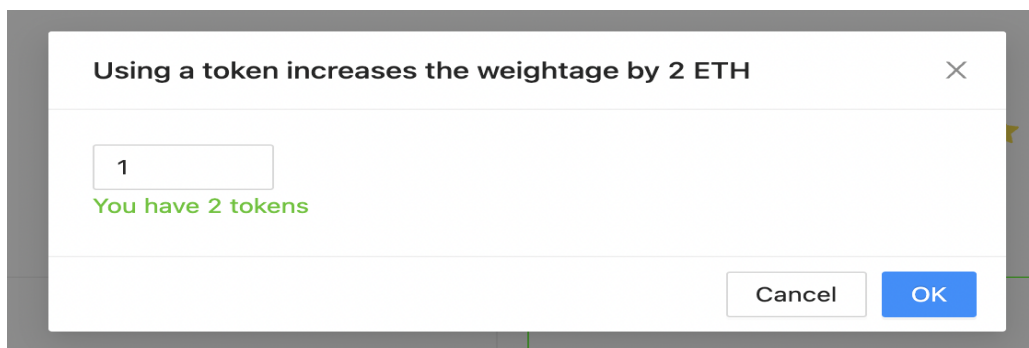 Using a token increases the weightage by 2 ETH
1
You have 2 tokens
Cancel
OK